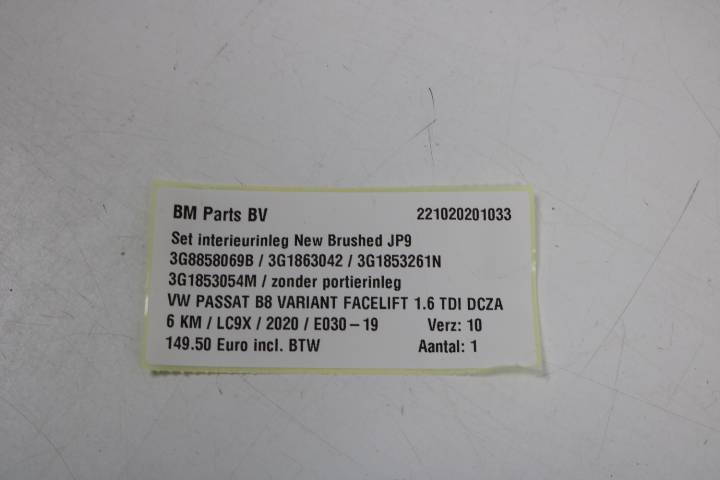 BM Parts BV 221020201033
Set interieurinleg New Brushed JP9
3G8858069B / 3G1863042 / 3G1853261N
3G1853054M / zonder portierinleg
VW PASSAT B8 VARIANT FACELIFT 1.6 TDI DCZA
6 KM / LC9X / 2020 / E030-19 Verz: 10
149.50 Euro incl. BTW Aantal: 1